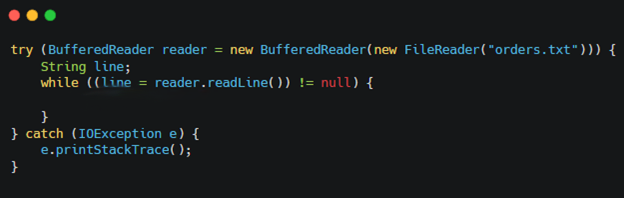 try (BufferedReader reader = new BufferedReader(new FileReader("orders.txt"))) {
    String line;
    while ((line = reader.readLine()) != null) {
    }
} catch (IOException e) {
    e.printStackTrace();
}